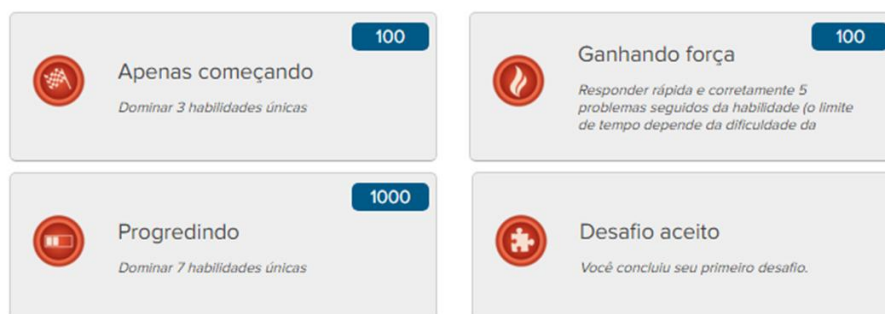 100
Apenas começando
Dominar 3 habilidades únicas
100
Ganhando força
Responder rápida e corretamente 5
problemas seguidos da habilidade (o limite
de tempo depende da dificuldade da
1000
Progredindo
Dominar 7 habilidades únicas
Desafio aceito
Você concluiu seu primeiro desafio.